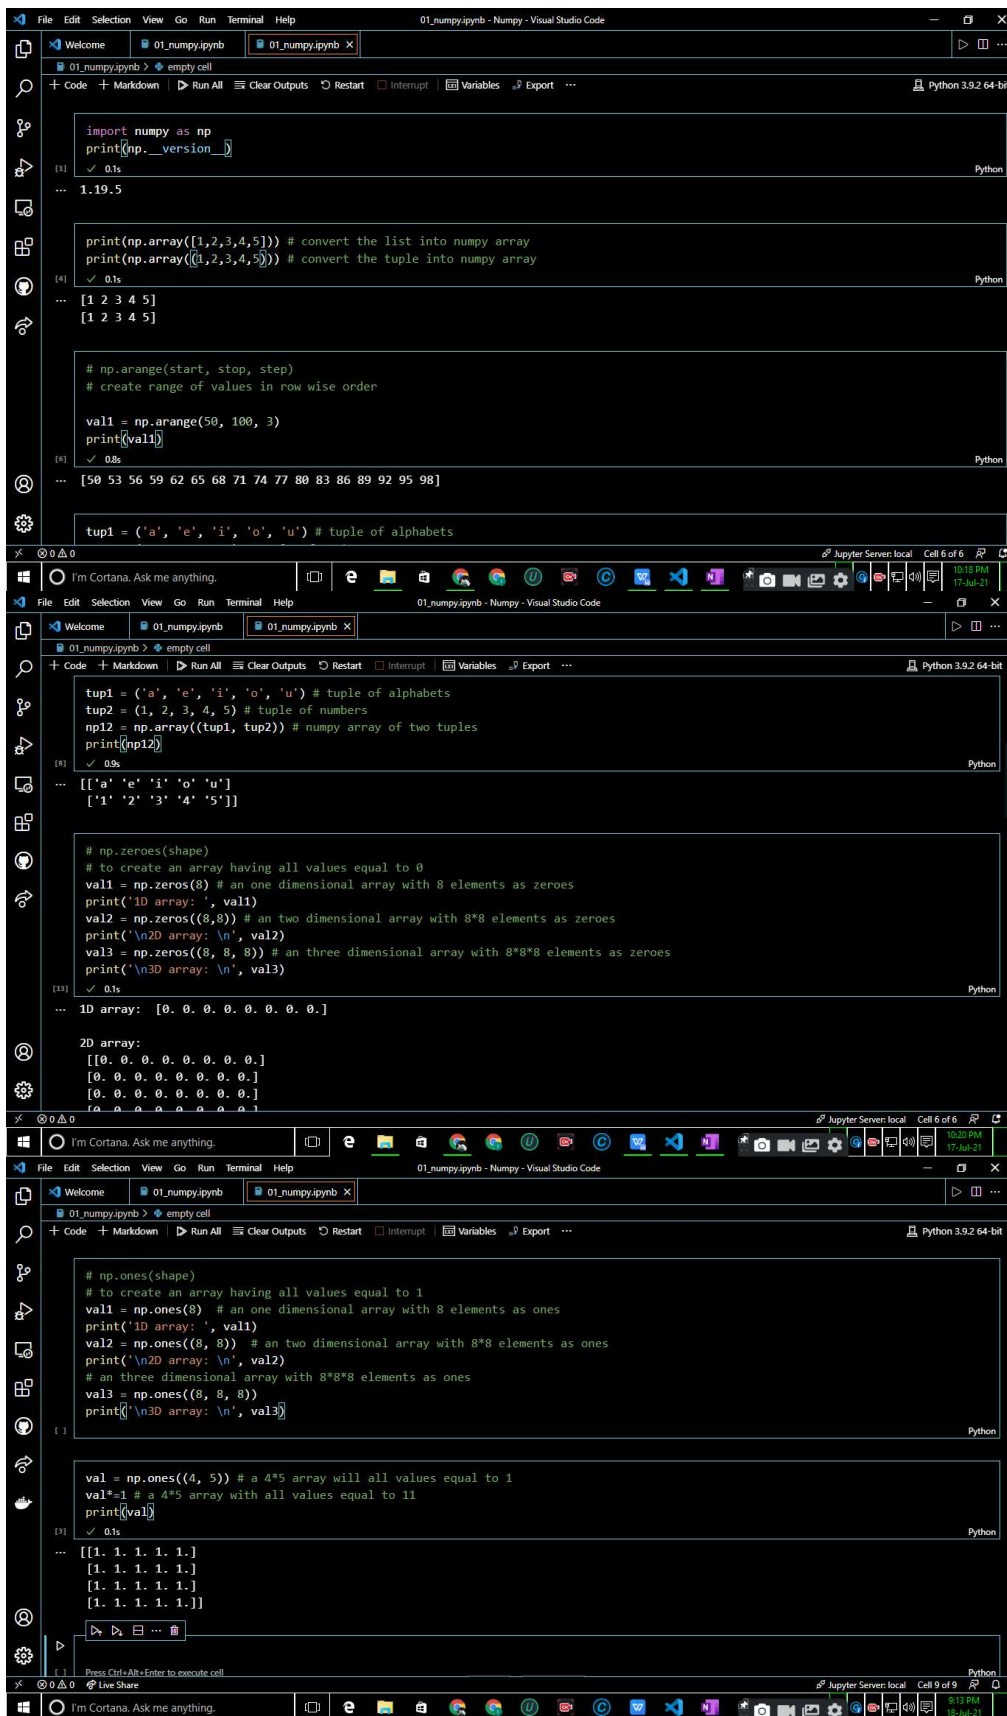 File Edit Selection View Go Run Terminal Help 01_numpy.ipynb - Numpy - Visual Studio Code
Welcome 01_numpy.ipynb 01_numpy.ipynb
01_numpy.ipynb > empty cell
+ Code + Markdown Run All Clear Outputs Restart Interrupt Variables Export ··· Python 3.9.2 64-bit
import numpy as np
print(np.__version__)
[1] ✓ 0.1s Python
... 1.19.5
print(np.array([1,2,3,4,5])) # convert the list into numpy array
print(np.array((1,2,3,4,5))) # convert the tuple into numpy array
[4] ✓ 0.1s Python
... [1 2 3 4 5]
[1 2 3 4 5]
# np.arange(start, stop, step)
# create range of values in row wise order
val1 = np.arange(50, 100, 3)
print(val1)
[6] ✓ 0.8s Python
... [50 53 56 59 62 65 68 71 74 77 80 83 86 89 92 95 98]
tup1 = ('a', 'e', 'i', 'o', 'u') # tuple of alphabets
0 0 Jupyter Server: local Cell 6 of 6
I'm Cortana. Ask me anything. 10:18 PM
17-Jul-21
File Edit Selection View Go Run Terminal Help 01_numpy.ipynb - Numpy - Visual Studio Code
Welcome 01_numpy.ipynb 01_numpy.ipynb
01_numpy.ipynb > empty cell
+ Code + Markdown Run All Clear Outputs Restart Interrupt Variables Export ··· Python 3.9.2 64-bit
tup1 = ('a', 'e', 'i', 'o', 'u') # tuple of alphabets
tup2 = (1, 2, 3, 4, 5) # tuple of numbers
np12 = np.array((tup1, tup2)) # numpy array of two tuples
print(np12)
[8] ✓ 0.9s Python
... [['a' 'e' 'i' 'o' 'u']
['1' '2' '3' '4' '5']]
# np.zeroes(shape)
# to create an array having all values equal to 0
val1 = np.zeros(8) # an one dimensional array with 8 elements as zeroes
print('1D array: ', val1)
val2 = np.zeros((8,8)) # an two dimensional array with 8*8 elements as zeroes
print('\n2D array: \n', val2)
val3 = np.zeros((8, 8, 8)) # an three dimensional array with 8*8*8 elements as zeroes
print('\n3D array: \n', val3)
[13] ✓ 0.1s Python
... 1D array:  [0. 0. 0. 0. 0. 0. 0. 0.]
2D array:
[[0. 0. 0. 0. 0. 0. 0. 0.]
[0. 0. 0. 0. 0. 0. 0. 0.]
[0. 0. 0. 0. 0. 0. 0. 0.]
[0. 0. 0. 0. 0. 0. 0. 0.]
0 0 Jupyter Server: local Cell 6 of 6
I'm Cortana. Ask me anything. 10:20 PM
17-Jul-21
File Edit Selection View Go Run Terminal Help 01_numpy.ipynb - Numpy - Visual Studio Code
Welcome 01_numpy.ipynb 01_numpy.ipynb
01_numpy.ipynb > empty cell
+ Code + Markdown Run All Clear Outputs Restart Interrupt Variables Export ··· Python 3.9.2 64-bit
# np.ones(shape)
# to create an array having all values equal to 1
val1 = np.ones(8)  # an one dimensional array with 8 elements as ones
print('1D array: ', val1)
val2 = np.ones((8, 8))  # an two dimensional array with 8*8 elements as ones
print('\n2D array: \n', val2)
# an three dimensional array with 8*8*8 elements as ones
val3 = np.ones((8, 8, 8))
print('\n3D array: \n', val3)
[ ] Python
val = np.ones((4, 5)) # a 4*5 array will all values equal to 1
val*=1 # a 4*5 array with all values equal to 11
print(val)
[3] ✓ 0.1s Python
... [[1. 1. 1. 1. 1.]
[1. 1. 1. 1. 1.]
[1. 1. 1. 1. 1.]
[1. 1. 1. 1. 1.]]
[ ] Press Ctrl+Alt+Enter to execute cell Python
0 0 Live Share Jupyter Server: local Cell 9 of 9
I'm Cortana. Ask me anything. 9:13 PM
18-Jul-21